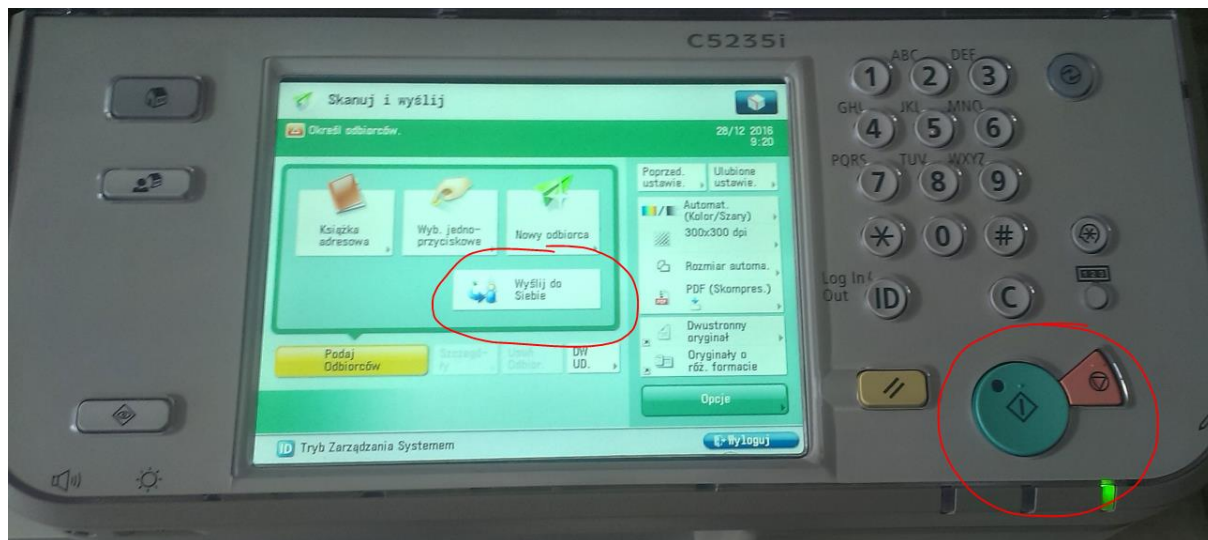 C5235i
Skanuj i wyślij
Określ odbiorców.
28/12 2016
9:20
Książka
adresowa
Wyb. jedno-
przyciskowe
Nowy odbiorca
Wyślij do
Siebie
Podaj
Odbiorców
DW
UD.
Poprzed.
ustawie.
Ulubione
ustawie.
Automat.
(Kolor/Szary)
300x300 dpi
Rozmiar automa.
PDF (Skompres.)
Dwustronny
oryginał
Oryginały o
róż. formacie
Opcje
ID Tryb Zarządzania Systemem
Wyloguj
ABC DEF
1 2 3
GHI JKL MNO
4 5 6
PQRS TUV WXYZ
7 8 9
* 0 #
Log In/
Out
ID
C
123